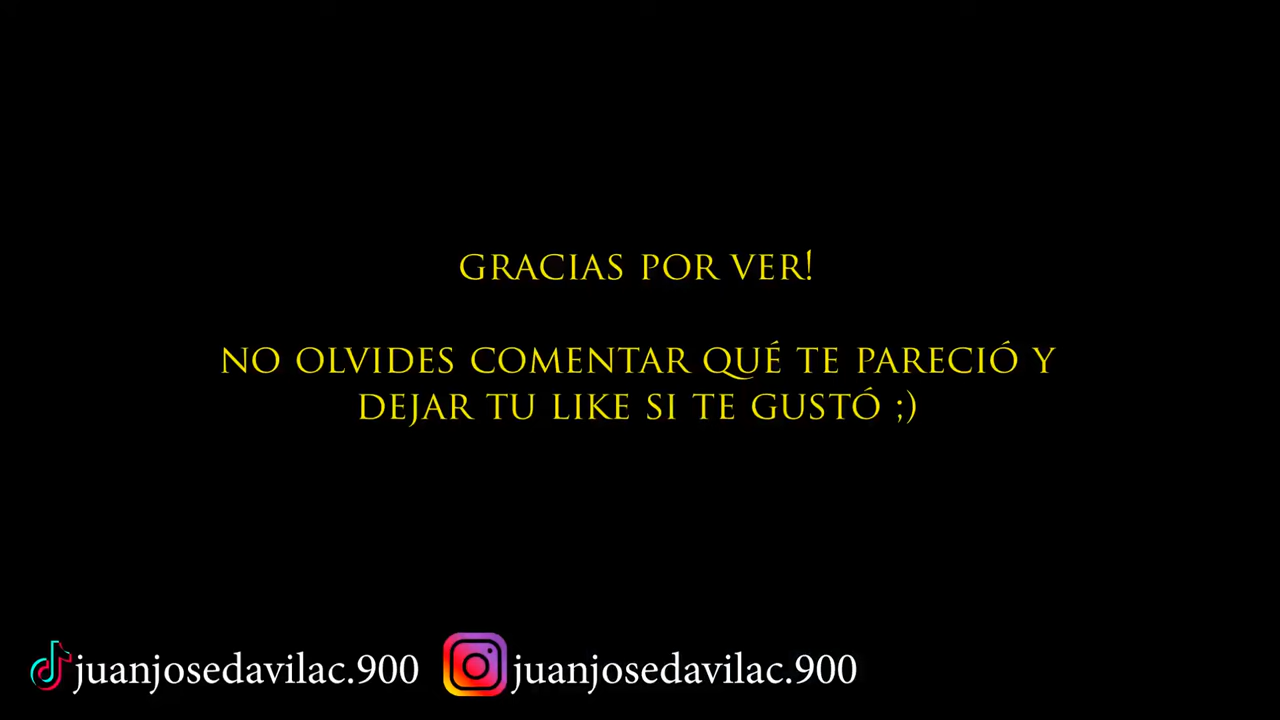 GRACIAS POR VER!
NO OLVIDES COMENTAR QUÉ TE PARECIÓ Y
DEJAR TU LIKE SI TE GUSTÓ ;)
juanjosedavilac.900 juanjosedavilac.900